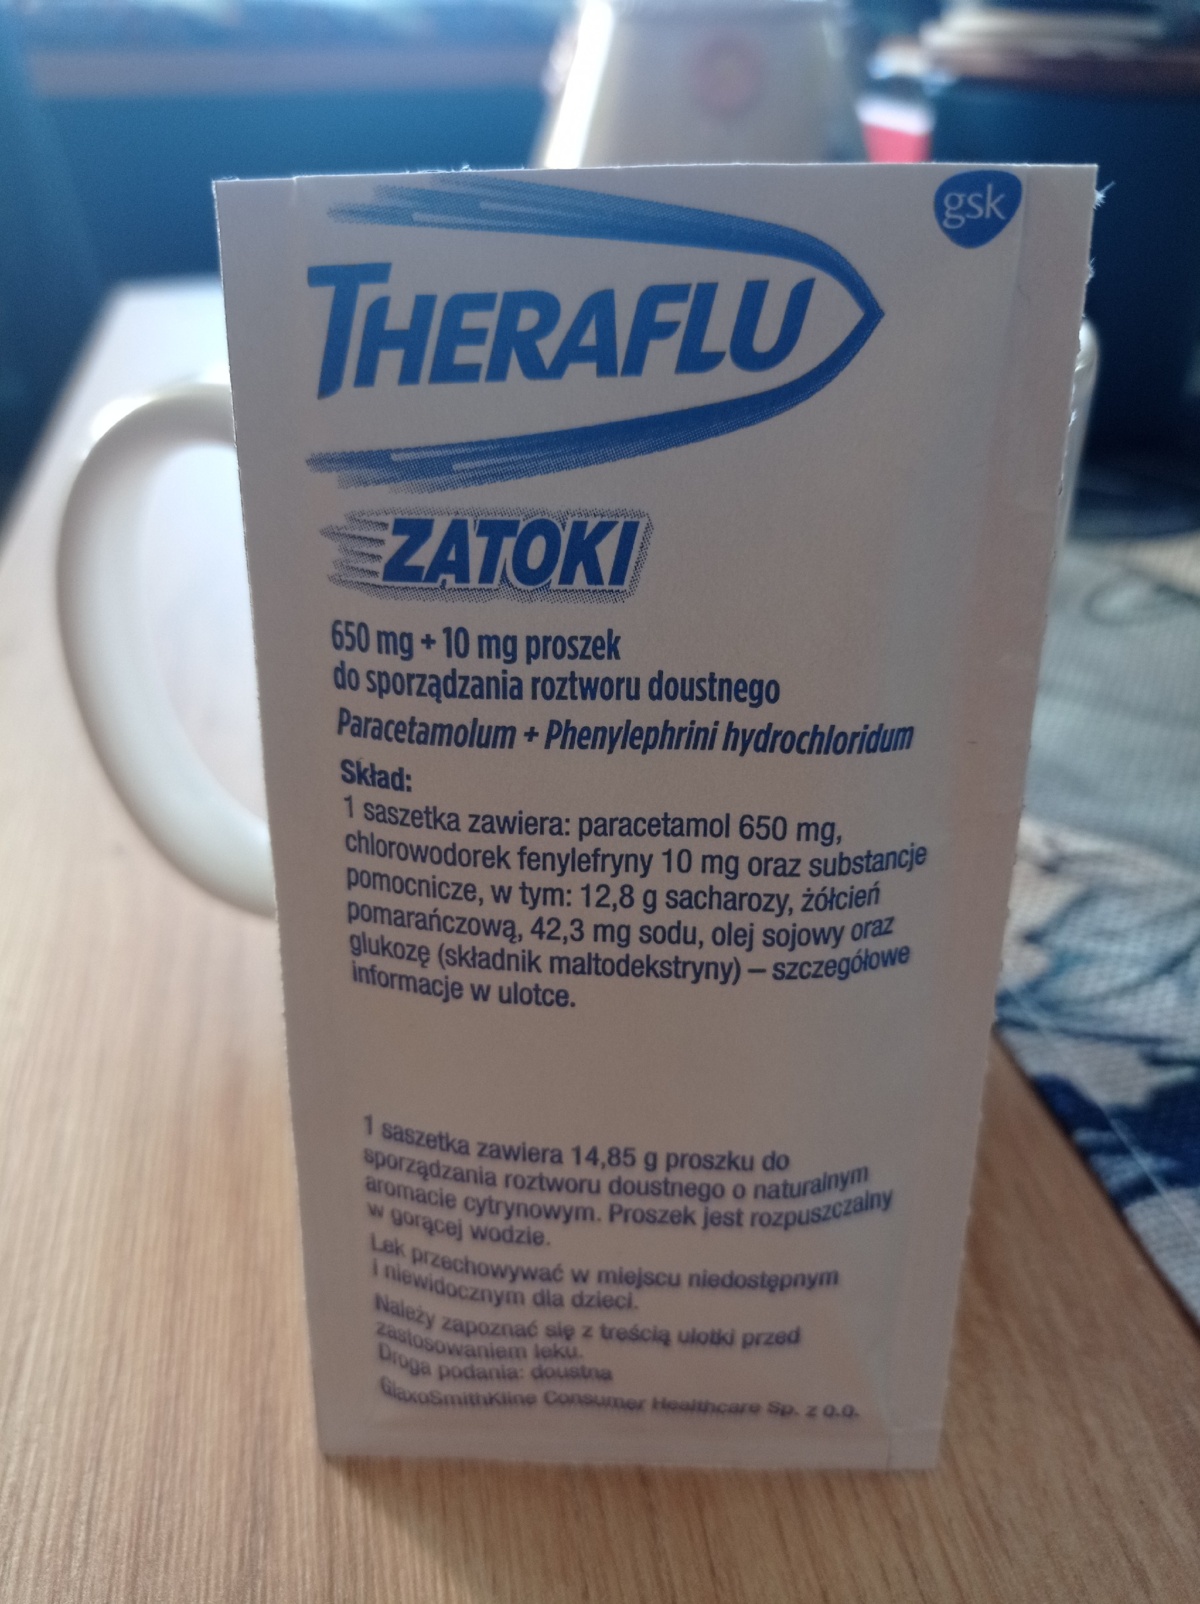 gsk
THERAFLU
ZATOKI
650 mg + 10 mg proszek
do sporządzania roztworu doustnego
Paracetamolum + Phenylephrini hydrochloridum
Skład:
1 saszetka zawiera: paracetamol 650 mg,
chlorowodorek fenylefryny 10 mg oraz substancje
pomocnicze, w tym: 12,8 g sacharozy, żółcień
pomarańczową, 42,3 mg sodu, olej sojowy oraz
glukozę (składnik maltodekstryny) – szczegółowe
informacje w ulotce.
1 saszetka zawiera 14,85 g proszku do
sporządzania roztworu doustnego o naturalnym
aromacie cytrynowym. Proszek jest rozpuszczalny
w gorącej wodzie.
Lek przechowywać w miejscu niedostępnym
i niewidocznym dla dzieci.
Należy zapoznać się z treścią ulotki przed
zastosowaniem leku.
Droga podania: doustna
GlaxoSmithKline Consumer Healthcare Sp. z o.o.